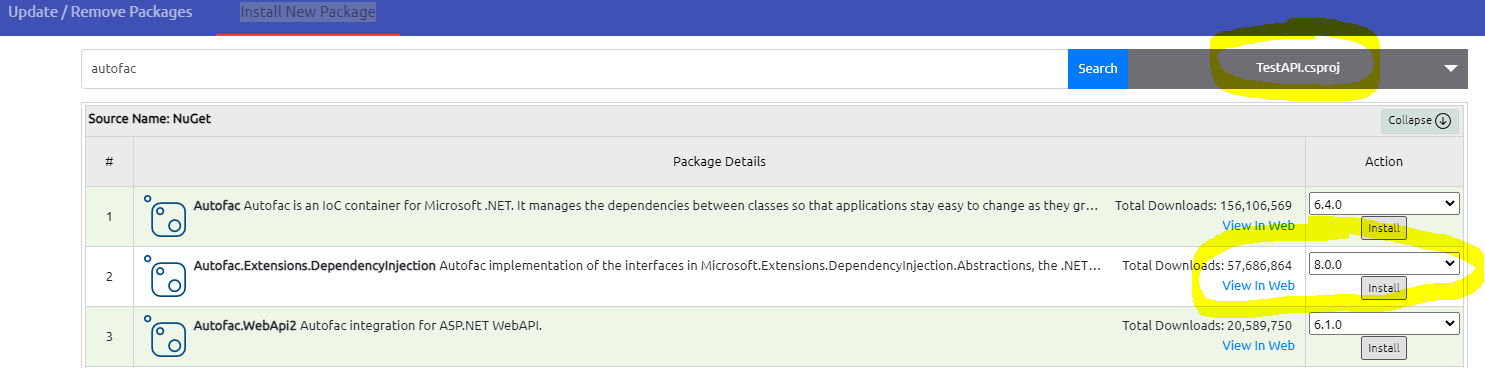 Update / Remove Packages Install New Package
autofac Search TestAPI.csproj
Source Name: NuGet Collapse
# Package Details Action
1 Autofac Autofac is an IoC container for Microsoft .NET. It manages the dependencies between classes so that applications stay easy to change as they gr... Total Downloads: 156,106,569 6.4.0
View In Web Install
2 Autofac.Extensions.DependencyInjection Autofac implementation of the interfaces in Microsoft.Extensions.DependencyInjection.Abstractions, the .NET... Total Downloads: 57,686,864 8.0.0
View In Web Install
3 Autofac.WebApi2 Autofac integration for ASP.NET WebAPI. Total Downloads: 20,589,750 6.1.0
View In Web Install